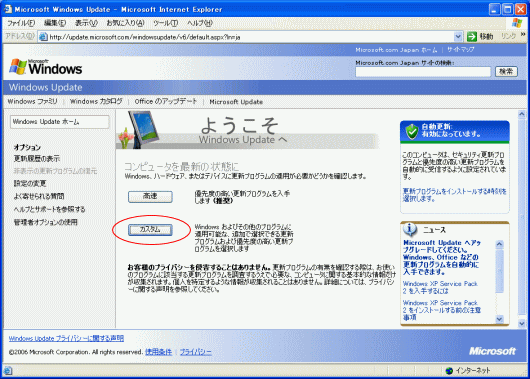 Microsoft Windows Update - Microsoft Internet Explorer
ファイル(F) 編集(E) 表示(V) お気に入り(A) ツール(T) ヘルプ(H)
アドレス(D) http://update.microsoft.com/windowsupdate/v6/default.aspx?ln=ja 移動 リンク »
Microsoft.com Japan ホーム | サイトマップ
Microsoft Windows
Microsoft.com Japan サイトの検索:
検索
Windows Update
Windows ファミリ | Windows カタログ | Office のアップデート | Microsoft Update
Windows Update ホーム
オプション
更新履歴の表示
非表示の更新プログラムの復元
設定の変更
よく寄せられる質問
ヘルプとサポートを参照する
管理者オプションの使用
ようこそ
Windows Update へ
コンピュータを最新の状態に
Windows、ハードウェア、またはデバイスに更新プログラムの適用が必要かどうかを確認します。
高速
優先度の高い更新プログラムを入手
します (推奨)
カスタム
Windows およびその他のプログラムに
適用可能な、追加で選択できる更新
プログラムおよび優先度の高い更新プ
ログラムを選択します
お客様のプライバシーを侵害することはありません。更新プログラムの有無を確認する際は、お使い
のプログラムに該当する更新プログラムを調査するうえで必要な、コンピュータに関する基本的な情報だけ
が収集されます。個人を特定するような情報が収集されることはありません。詳細については、プライバシ
ーに関する声明を参照してください。
自動更新:
有効になっています。
このコンピュータは、セキュリティ更新プログ
ラムと優先度の高い更新プログラムを
自動的に受信するように設定されてい
ます。
更新プログラムをインストールする時刻を
選択します。
ニュース
Microsoft Update へアッ
プグレードしてください。
Windows、Office などの
更新プログラムを自動的に
入手できます。
Windows XP Service Pack
2 を入手するには
Windows XP Service Pack
2 をインストールする前の注意
事項
Windows Update プライバシーに関する声明
©2006 Microsoft Corporation. All rights reserved. 使用条件 | プライバシー
Microsoft
インターネット